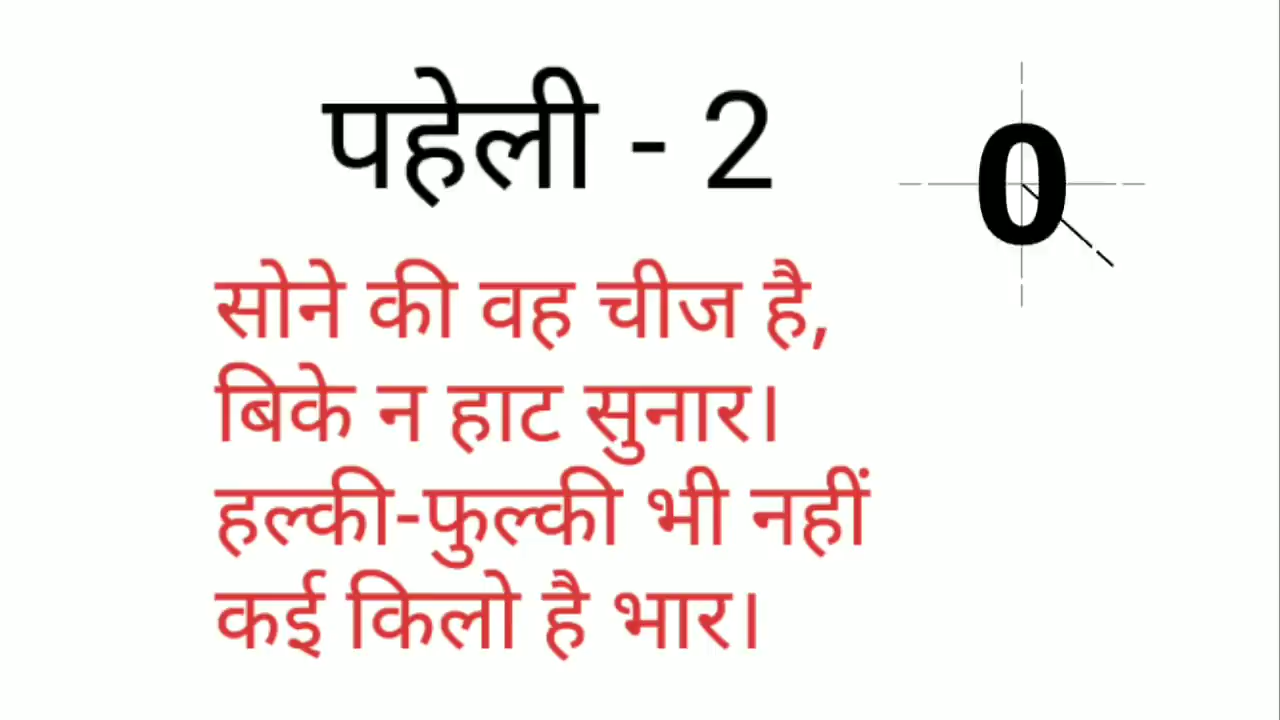 पहेली - 2
0
सोने की वह चीज है,
बिके न हाट सुनार।
हल्की-फुल्की भी नहीं
कई किलो है भार।